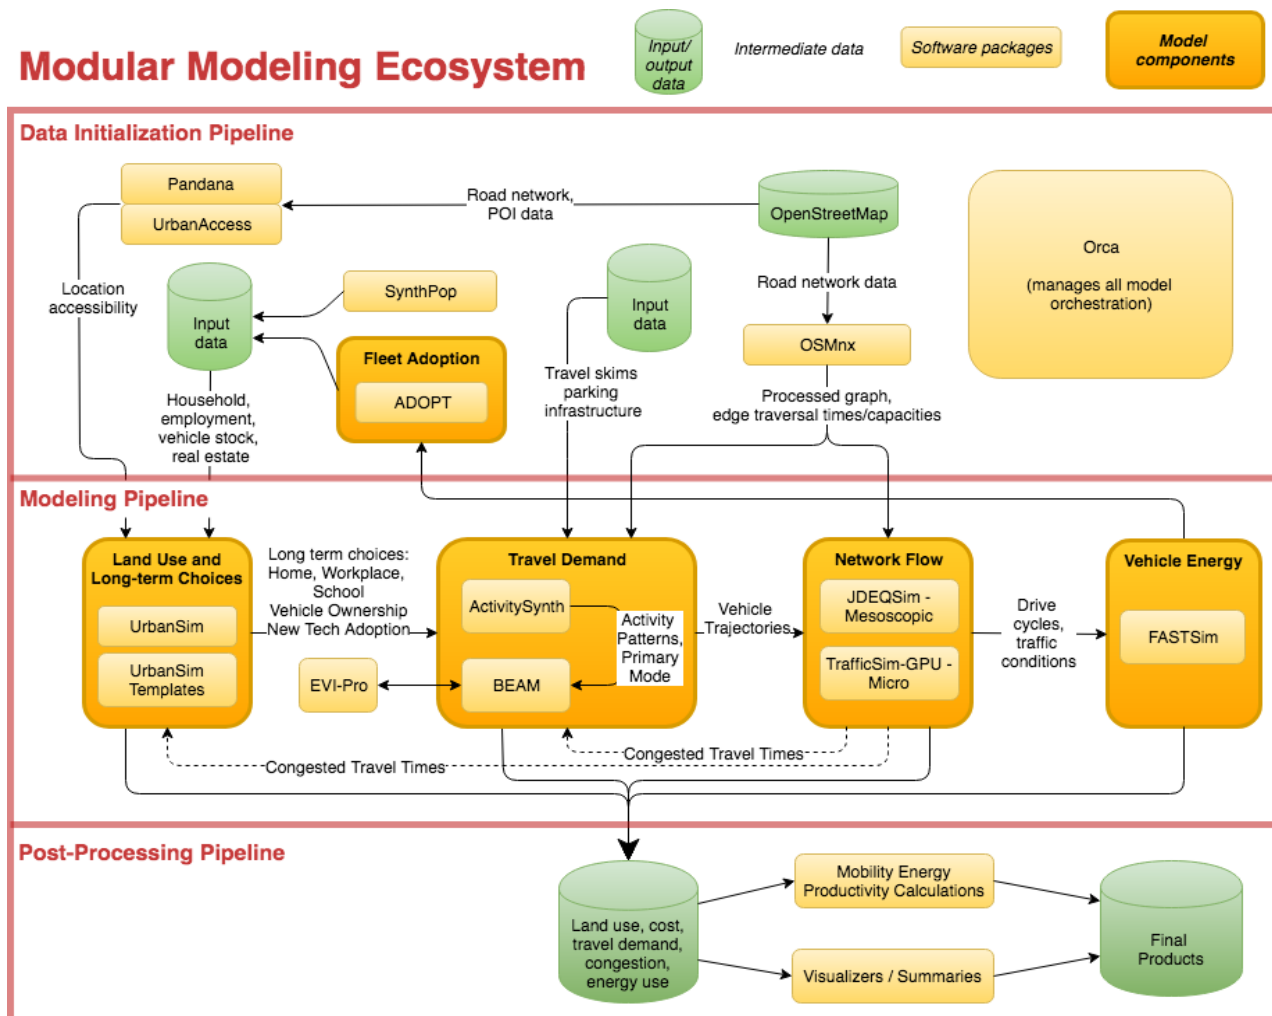 Modular Modeling Ecosystem
Input/
output
data
Intermediate data
Software packages
Model
components
Data Initialization Pipeline
Pandana
UrbanAccess
Road network,
POI data
OpenStreetMap
Orca
(manages all model
orchestration)
Location
accessibility
Input
data
SynthPop
Input
data
Road network data
OSMnx
Fleet Adoption
ADOPT
Travel skims
parking
infrastructure
Processed graph,
edge traversal times/capacities
Household,
employment,
vehicle stock,
real estate
Modeling Pipeline
Land Use and
Long-term Choices
UrbanSim
UrbanSim
Templates
Long term choices:
Home, Workplace,
School
Vehicle Ownership
New Tech Adoption
EVI-Pro
Travel Demand
ActivitySynth
Activity
Patterns,
Primary
Mode
BEAM
Vehicle
Trajectories
Network Flow
JDEQSim -
Mesoscopic
TrafficSim-GPU -
Micro
Drive
cycles,
traffic
conditions
Vehicle Energy
FASTSim
Congested Travel Times
Congested Travel Times
Post-Processing Pipeline
Land use, cost,
travel demand,
congestion,
energy use
Mobility Energy
Productivity Calculations
Visualizers / Summaries
Final
Products